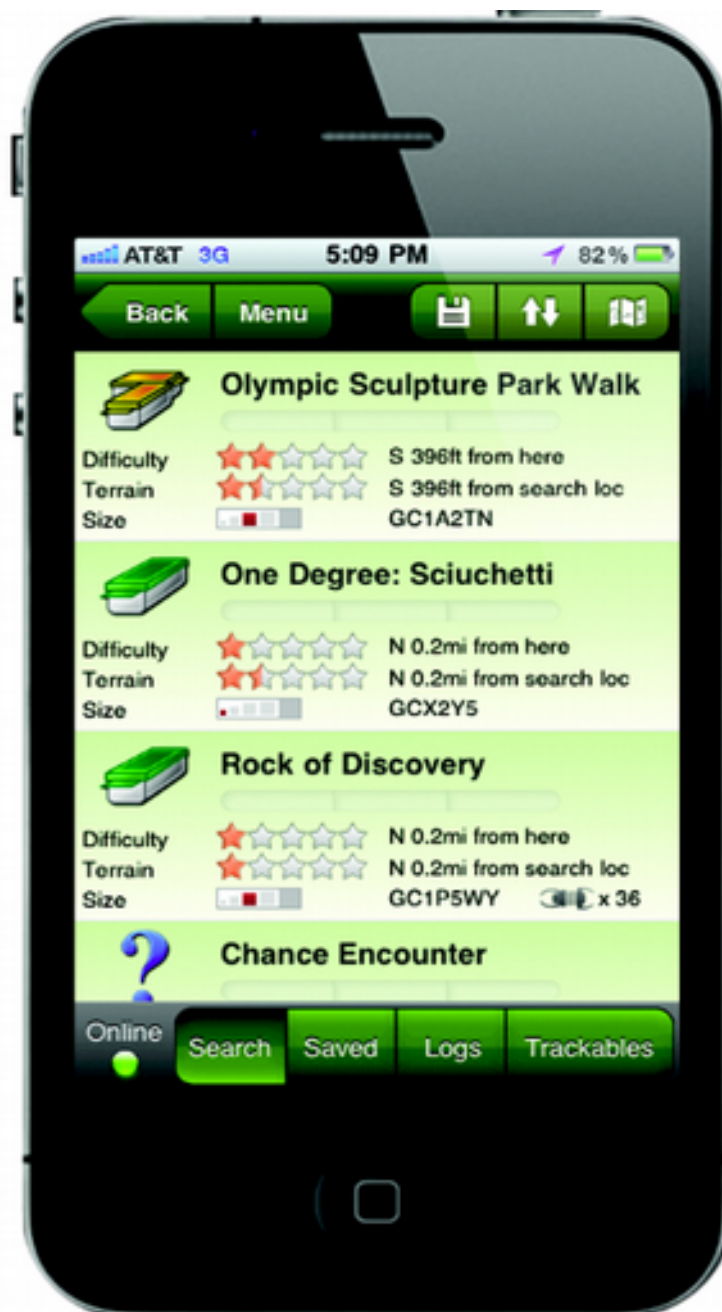 AT&T 3G 5:09 PM 82%
Back Menu
Olympic Sculpture Park Walk
Difficulty S 396ft from here
Terrain S 396ft from search loc
Size GC1A2TN
One Degree: Sciuchetti
Difficulty N 0.2mi from here
Terrain N 0.2mi from search loc
Size GCX2Y5
Rock of Discovery
Difficulty N 0.2mi from here
Terrain N 0.2mi from search loc
Size GC1P5WY x 36
? Chance Encounter
Online Search Saved Logs Trackables